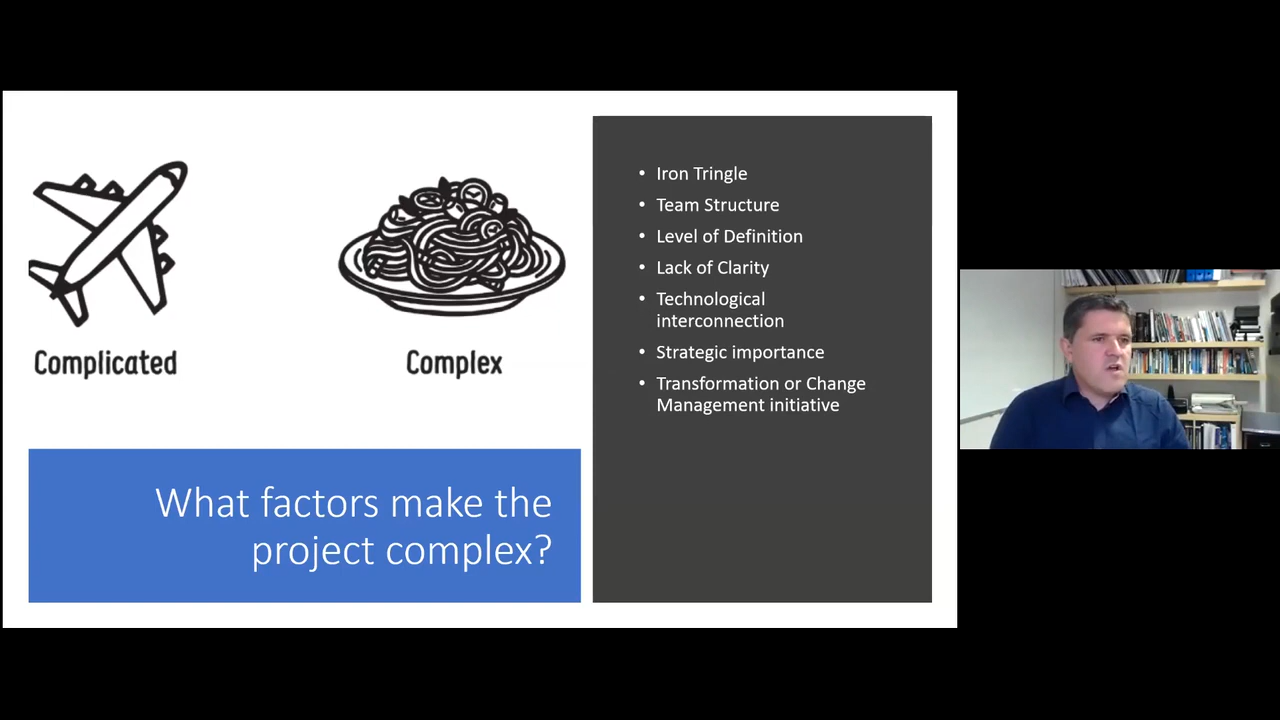 Complicated
Complex
What factors make the
project complex?
• Iron Tringle
• Team Structure
• Level of Definition
• Lack of Clarity
• Technological
interconnection
• Strategic importance
• Transformation or Change
Management initiative